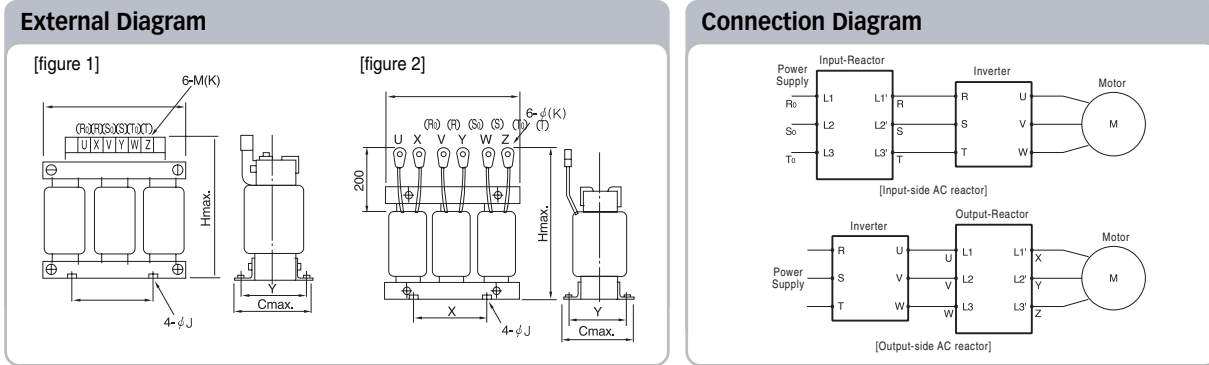 External Diagram
[figure 1]
6-M(K)
(R0)(R)(S0)(S)(T0)(T)
U X V Y W Z
Hmax.
4-ϕJ
Y
Cmax.
[figure 2]
6-ϕ(K)
(R0) (R) (S0) (S) (T0) (T)
U X V Y W Z
200
Hmax.
X
4-ϕJ
Y
Cmax.
Connection Diagram
Input-Reactor
Power
Supply
Inverter
Motor
R0 L1 L1' R R U
S0 L2 L2' S S V M
T0 L3 L3' T T W
[Input-side AC reactor]
Output-Reactor
Inverter
Motor
R U U L1 L1' X
Power
Supply
S V V L2 L2' Y M
T W W L3 L3' Z
[Output-side AC reactor]